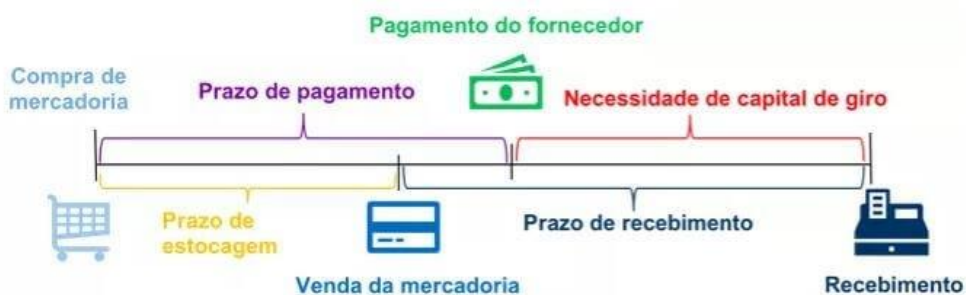 Pagamento do fornecedor
Compra de
mercadoria
Prazo de pagamento
Necessidade de capital de giro
Prazo de
estocagem
Prazo de recebimento
Venda da mercadoria
Recebimento